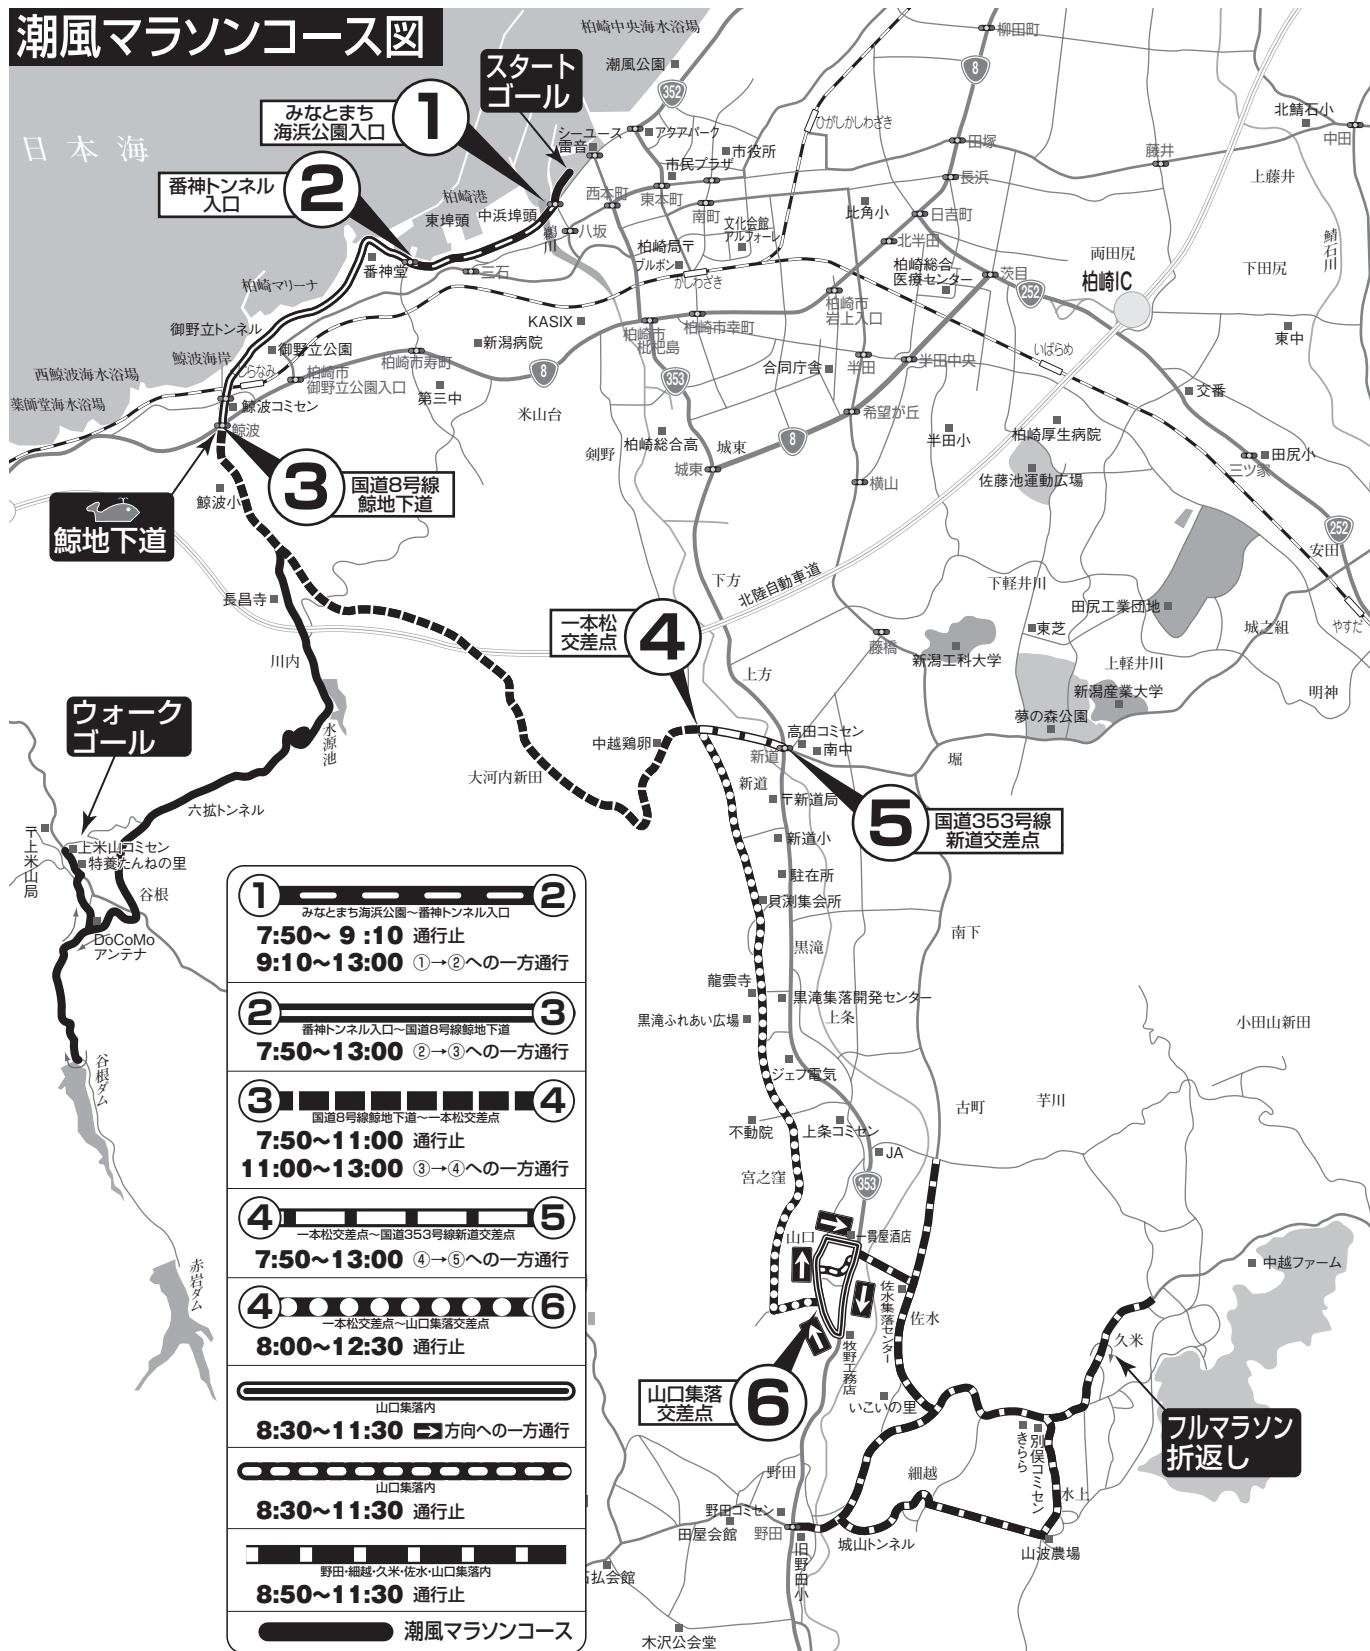 潮風マラソンコース図
柏崎中央海水浴場
柳田町
スタート
ゴール
潮風公園
8
352
みなとまち
海浜公園入口
1
シーユース
雷音
アクアパーク
ひがしかしわざき
北鯖石小
中田
日本海
市役所
市民プラザ
田塚
藤井
番神トンネル
入口
2
柏崎港
東埠頭
中浜埠頭
西本町
東本町
南町
長浜
上藤井
鵜川
八坂
文化会館
アルフォーレ
比角小
日吉町
北半田
鯖石川
番神堂
三石
柏崎局〒
ブルボン
かしわざき
柏崎総合
医療センター
茨目
両田尻
下田尻
柏崎マリーナ
252
柏崎IC
柏崎市
岩上入口
御野立トンネル
KASIX
柏崎市
枇杷島
柏崎市幸町
東中
鯨波海岸
御野立公園
新潟病院
柏崎市寿町
合同庁舎
半田
半田中央
いばらめ
西鯨波海水浴場
くじらなみ
柏崎市
御野立公園入口
8
353
第三中
交番
薬師堂海水浴場
鯨波コミセン
米山台
希望が丘
鯨波
剣野
柏崎総合高
城東
8
半田小
柏崎厚生病院
城東
三ツ家
田尻小
3
国道8号線
鯨地下道
鯨波小
横山
佐藤池運動広場
鯨地下道
252
安田
下方
北陸自動車道
下軽井川
長昌寺
田尻工業団地
一本松
交差点
4
東芝
城之組
やすだ
川内
藤橋
新潟工科大学
上軽井川
上方
新潟産業大学
明神
ウォーク
ゴール
水源池
中越鶏卵
高田コミセン
南中
夢の森公園
新道
堀
大河内新田
新道
〒新道局
六拡トンネル
5
国道353号線
新道交差点
〒上米山局
上米山コミセン
特養たんねの里
新道小
谷根
駐在所
貝渕集会所
DoCoMo
アンテナ
黒滝
南下
龍雲寺
黒滝集落開発センター
黒滝ふれあい広場
上条
小田山新田
谷根ダム
ジェフ電気
古町
芋川
不動院
上条コミセン
JA
宮之窪
353
赤岩ダム
山口
一貫屋酒店
中越ファーム
佐水集落センター
佐水
久米
牧野工務店
山口集落
交差点
6
いこいの里
フルマラソン
折返し
きらら
別俣コミセン
野田
細越
水上
野田コミセン
田屋会館
野田
旧野田小
城山トンネル
山波農場
石払会館
木沢公会堂
1 2
みなとまち海浜公園～番神トンネル入口
7:50～ 9 :10 通行止
9:10～13:00 ①→②への一方通行
2 3
番神トンネル入口～国道8号線鯨地下道
7:50～13:00 ②→③への一方通行
3 4
国道8号線鯨地下道～一本松交差点
7:50～11:00 通行止
11:00～13:00 ③→④への一方通行
4 5
一本松交差点～国道353号線新道交差点
7:50～13:00 ④→⑤への一方通行
4 6
一本松交差点～山口集落交差点
8:00～12:30 通行止
山口集落内
8:30～11:30 ➡方向への一方通行
山口集落内
8:30～11:30 通行止
野田・細越・久米・佐水・山口集落内
8:50～11:30 通行止
潮風マラソンコース